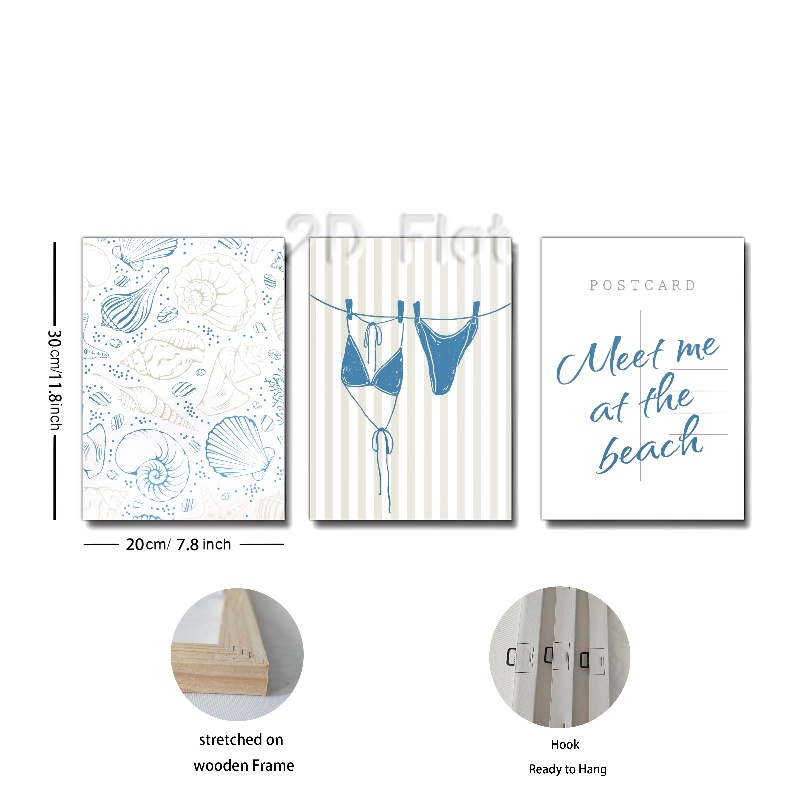 2D Flat
30cm/11.8inch
POSTCARD
Meet me
at the
beach
20cm/ 7.8 inch
stretched on
wooden Frame
Hook
Ready to Hang